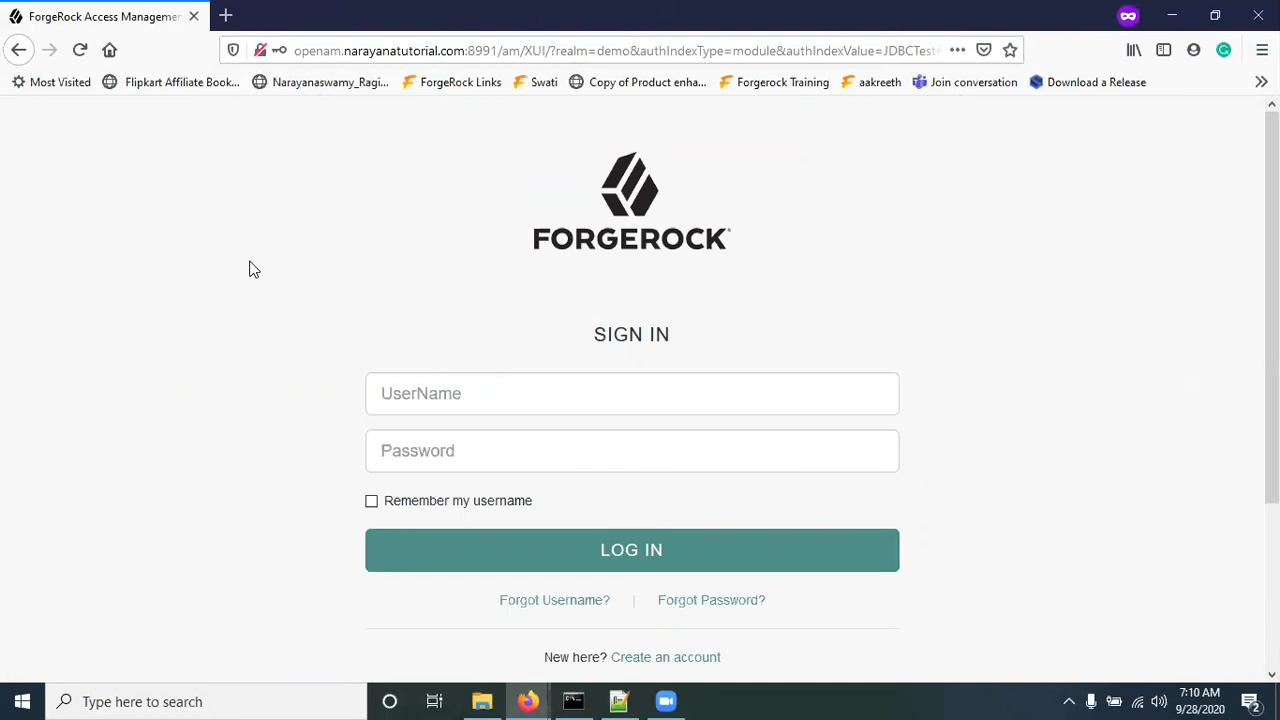 ForgeRock Access Managemen
openam.narayanatutorial.com:8991/am/XUI/?realm=demo&authIndexType=module&authIndexValue=JDBCTest
Most Visited
Flipkart Affiliate Book...
Narayanaswamy_Ragi...
ForgeRock Links
Swati
Copy of Product enha...
Forgerock Training
aakreeth
Join conversation
Download a Release
FORGEROCK
SIGN IN
UserName
Password
Remember my username
LOG IN
Forgot Username? | Forgot Password?
New here? Create an account
Type here to search
7:10 AM
9/28/2020
2